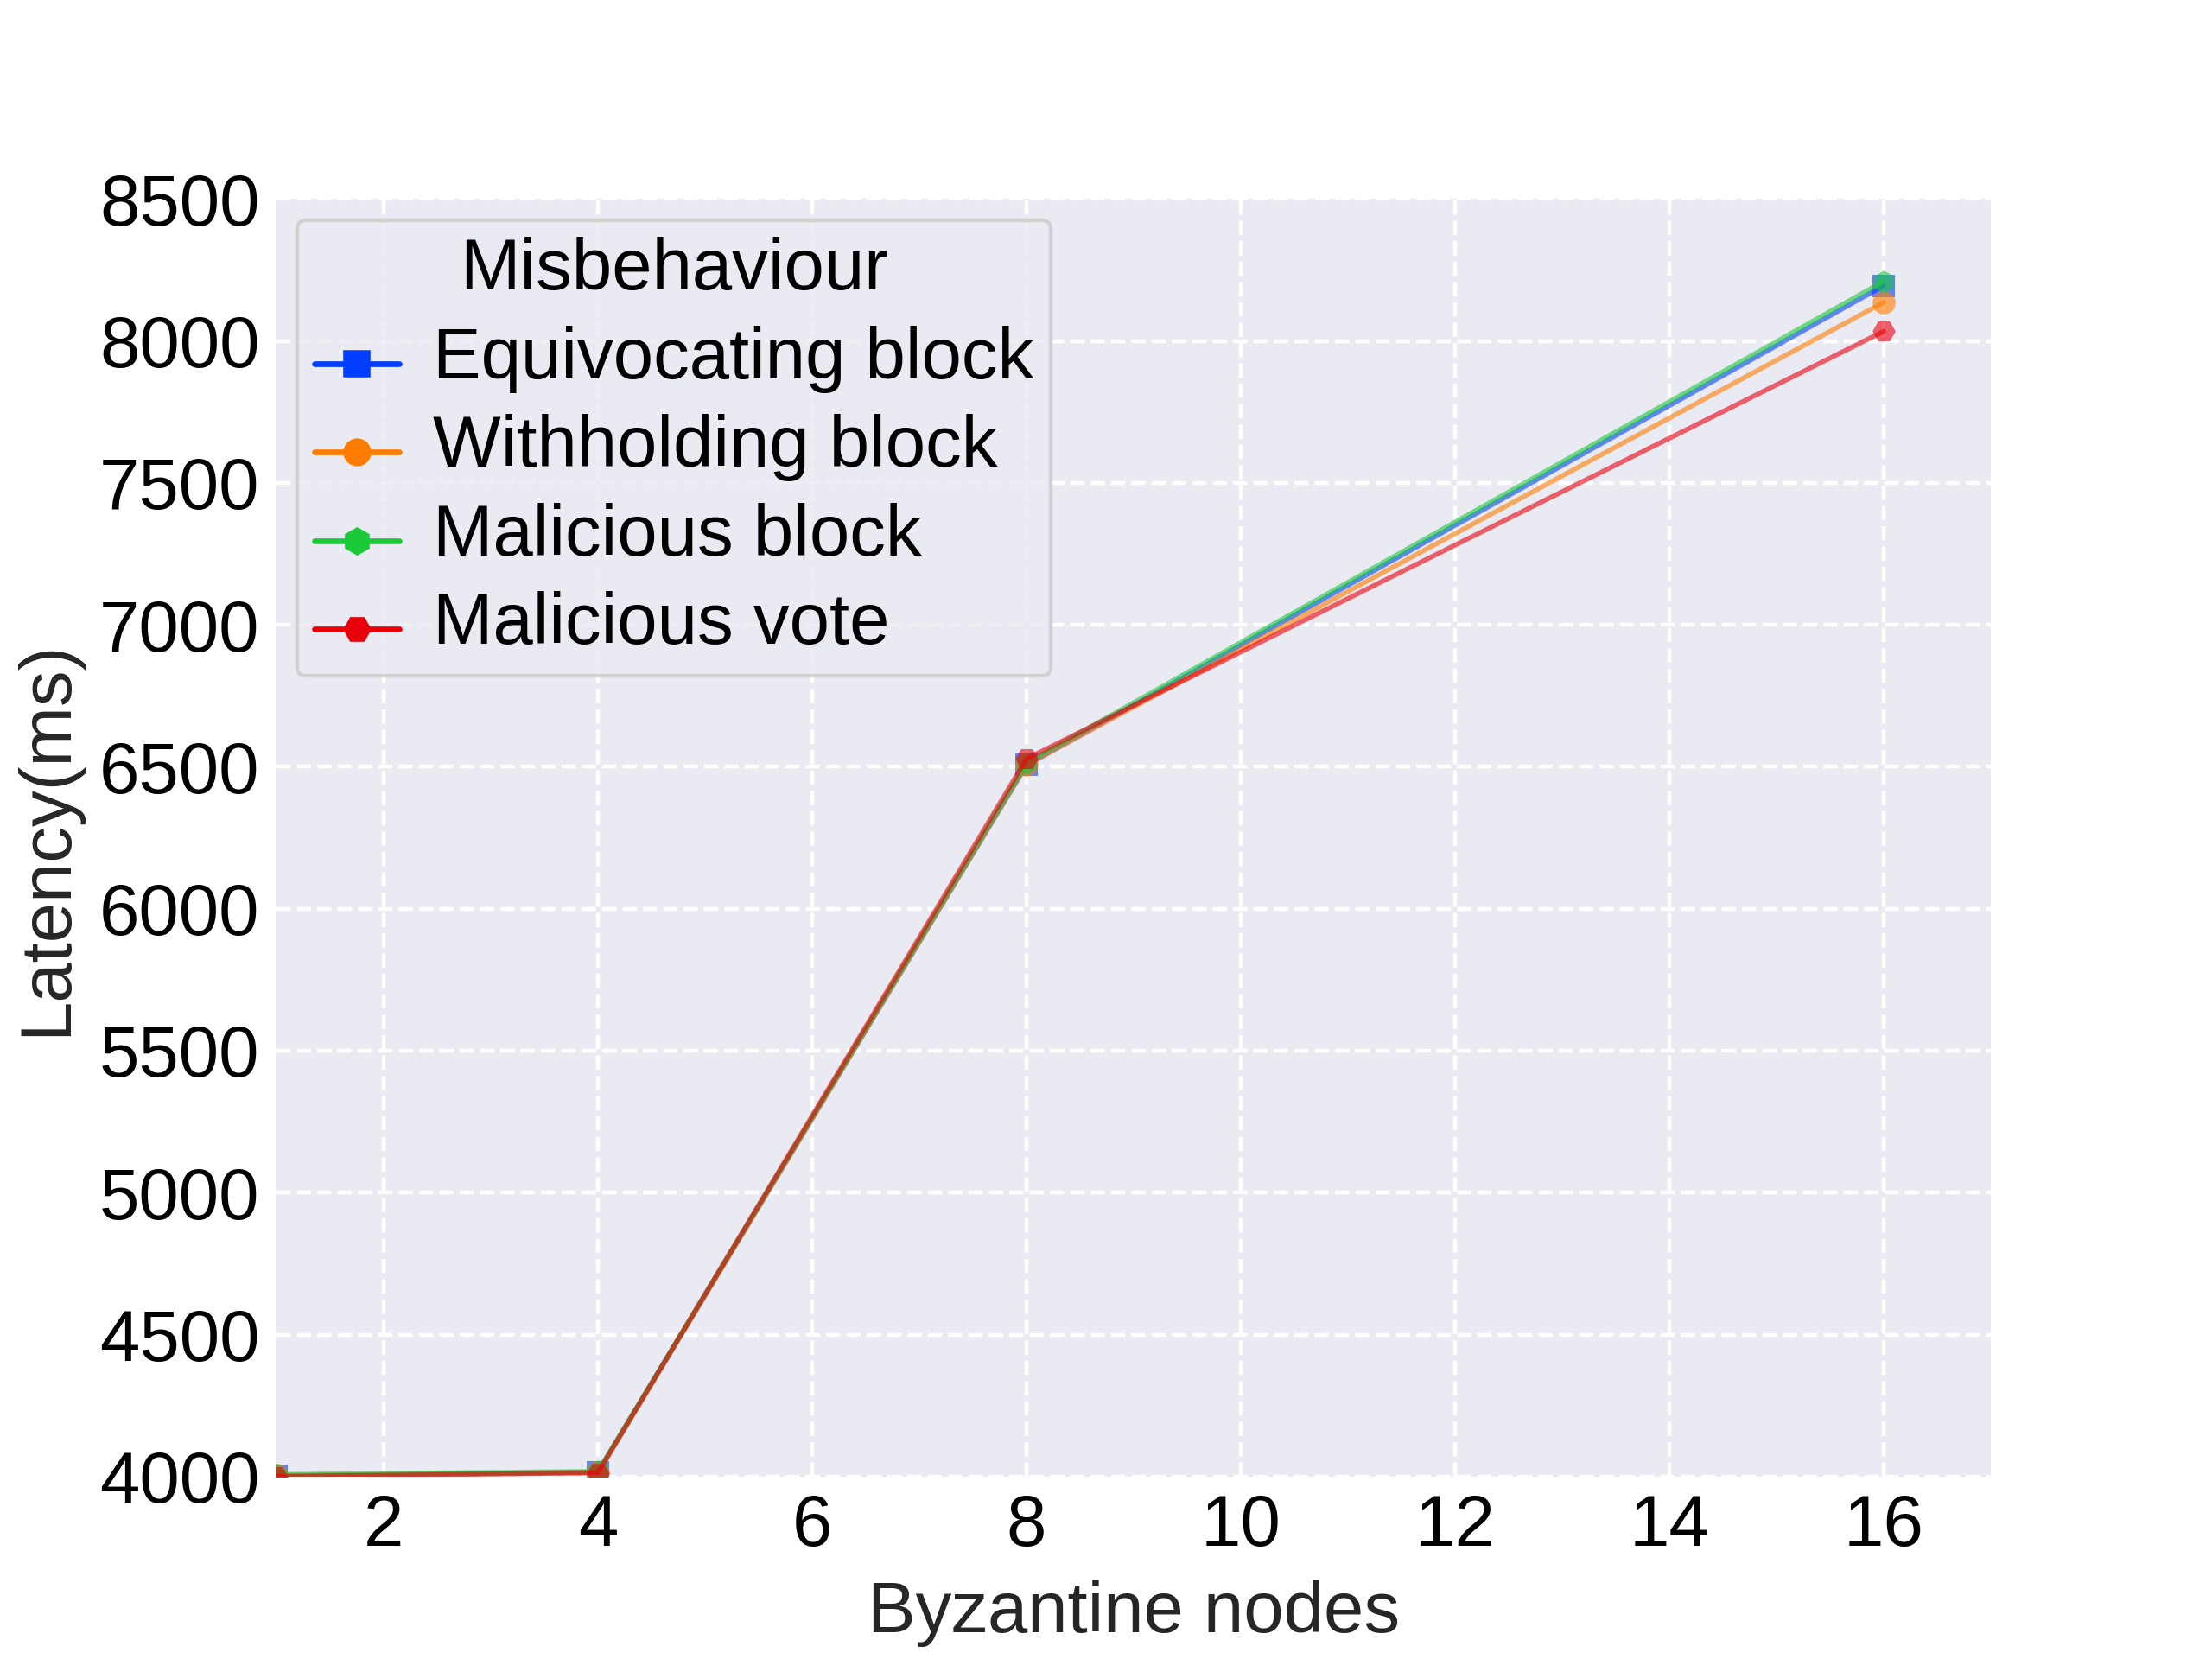 8500
8000
7500
7000
6500
6000
5500
5000
4500
4000
Latency(ms)
Misbehaviour
Equivocating block
Withholding block
Malicious block
Malicious vote
2 4 6 8 10 12 14 16
Byzantine nodes